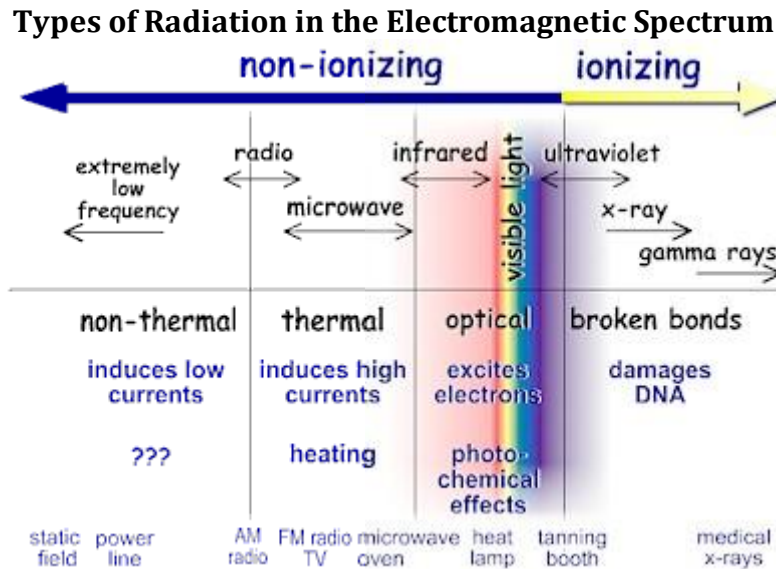 Types of Radiation in the Electromagnetic Spectrum
non-ionizing
ionizing
extremely
low
frequency
radio
microwave
infrared
visible light
ultraviolet
x-ray
gamma rays
non-thermal
thermal
optical
broken bonds
induces low
currents
induces high
currents
excites
electrons
damages
DNA
???
heating
photo-
chemical
effects
static
field
power
line
AM
radio
FM radio
TV
microwave
oven
heat
lamp
tanning
booth
medical
x-rays